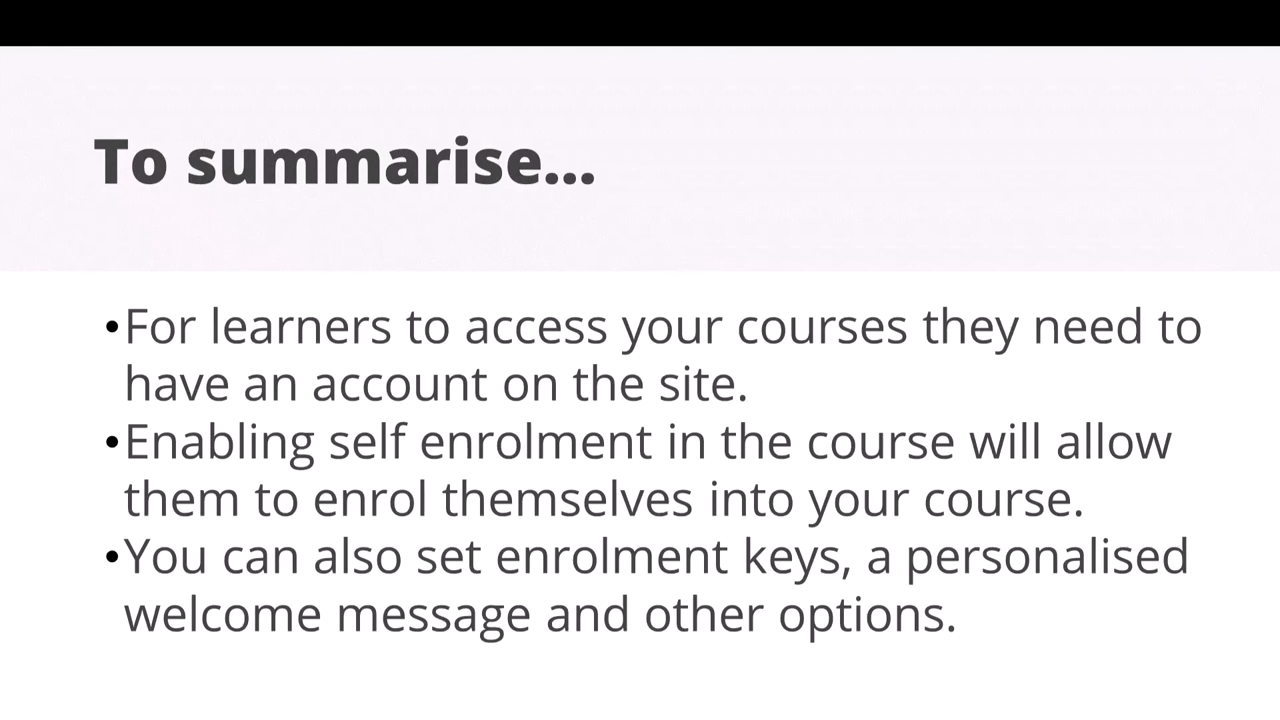 To summarise...
•For learners to access your courses they need to
have an account on the site.
•Enabling self enrolment in the course will allow
them to enrol themselves into your course.
•You can also set enrolment keys, a personalised
welcome message and other options.